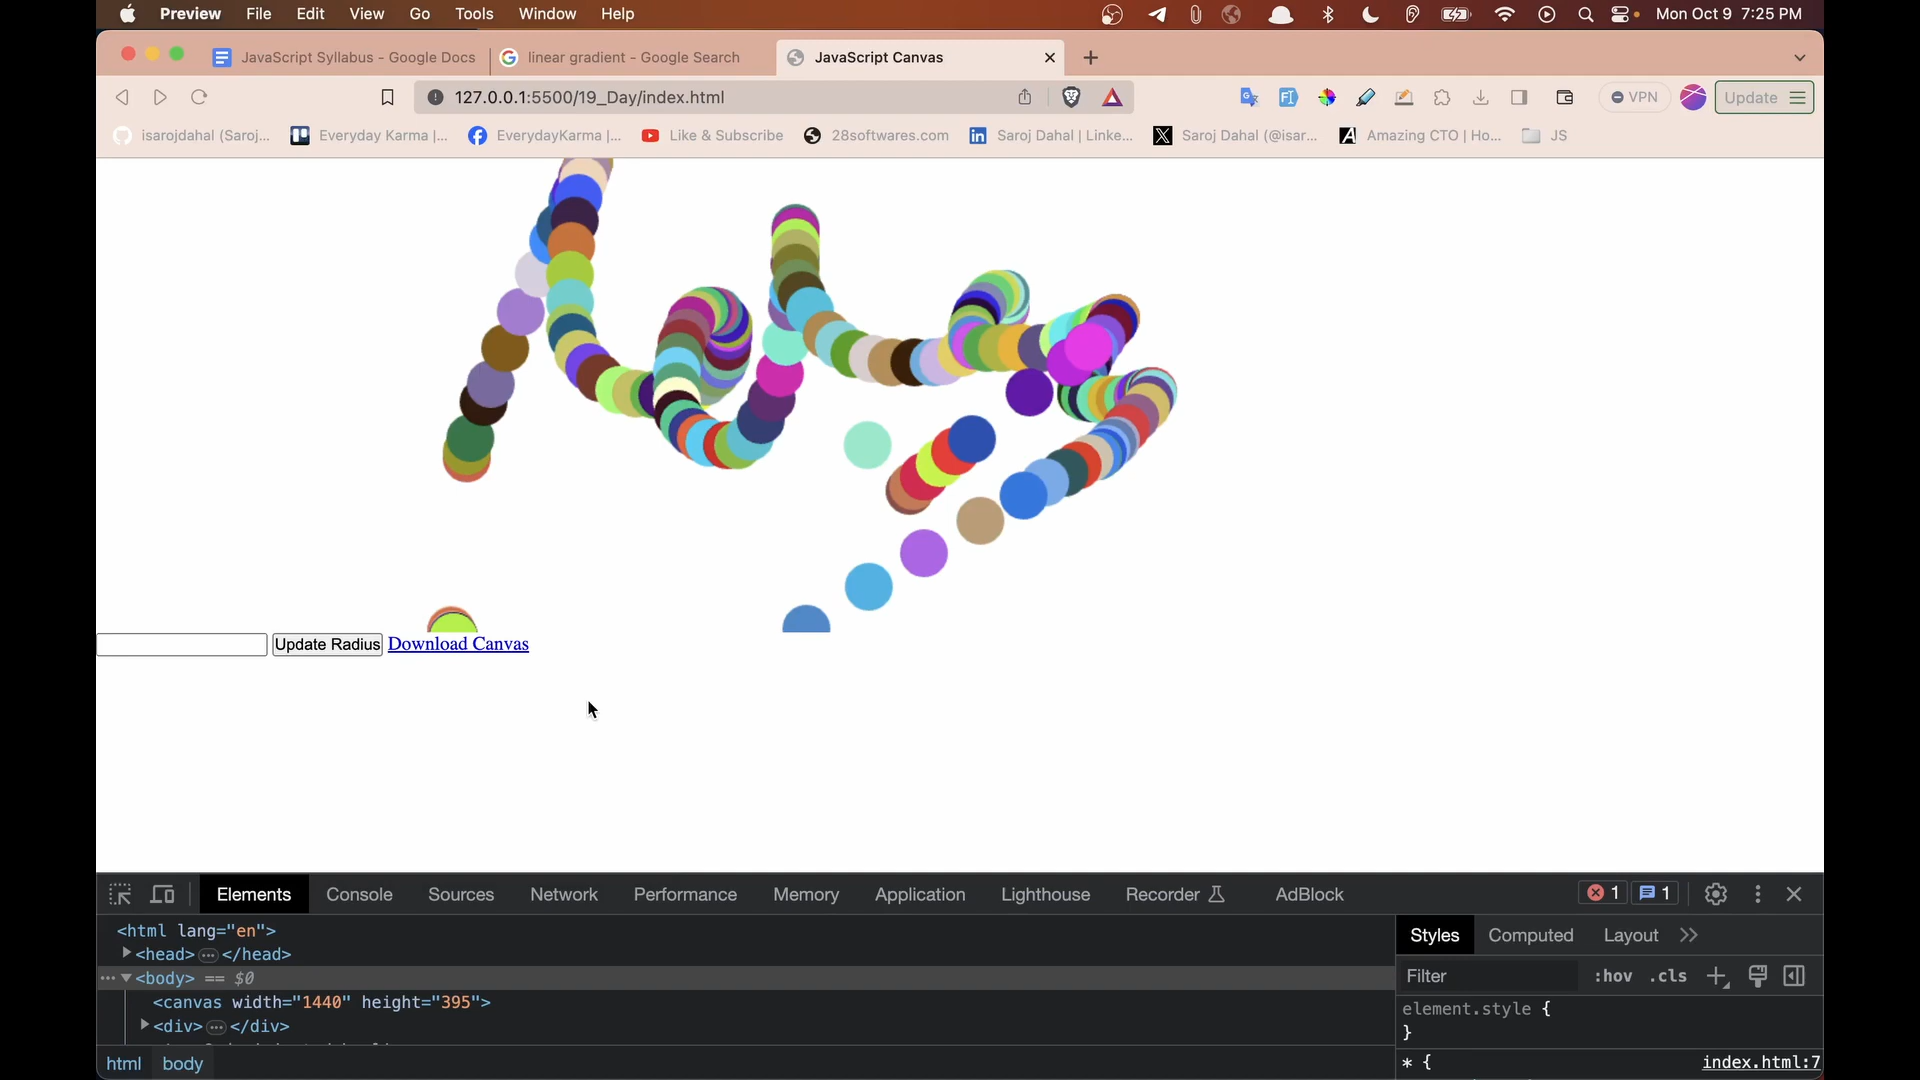 Preview File Edit View Go Tools Window Help Mon Oct 9 7:25 PM
JavaScript Syllabus - Google Docs linear gradient - Google Search JavaScript Canvas
127.0.0.1:5500/19_Day/index.html VPN Update
isarojdahal (Saroj... Everyday Karma |... EverydayKarma |... Like & Subscribe 28softwares.com Saroj Dahal | Linke... Saroj Dahal (@isar... Amazing CTO | Ho... JS
Update Radius Download Canvas
Elements Console Sources Network Performance Memory Application Lighthouse Recorder AdBlock 1 1
<html lang="en">
<head> ... </head>
<body> == $0
<canvas width="1440" height="395">
<div> ... </div>
html body
Styles Computed Layout
Filter :hov .cls
element.style {
}
* { index.html:7